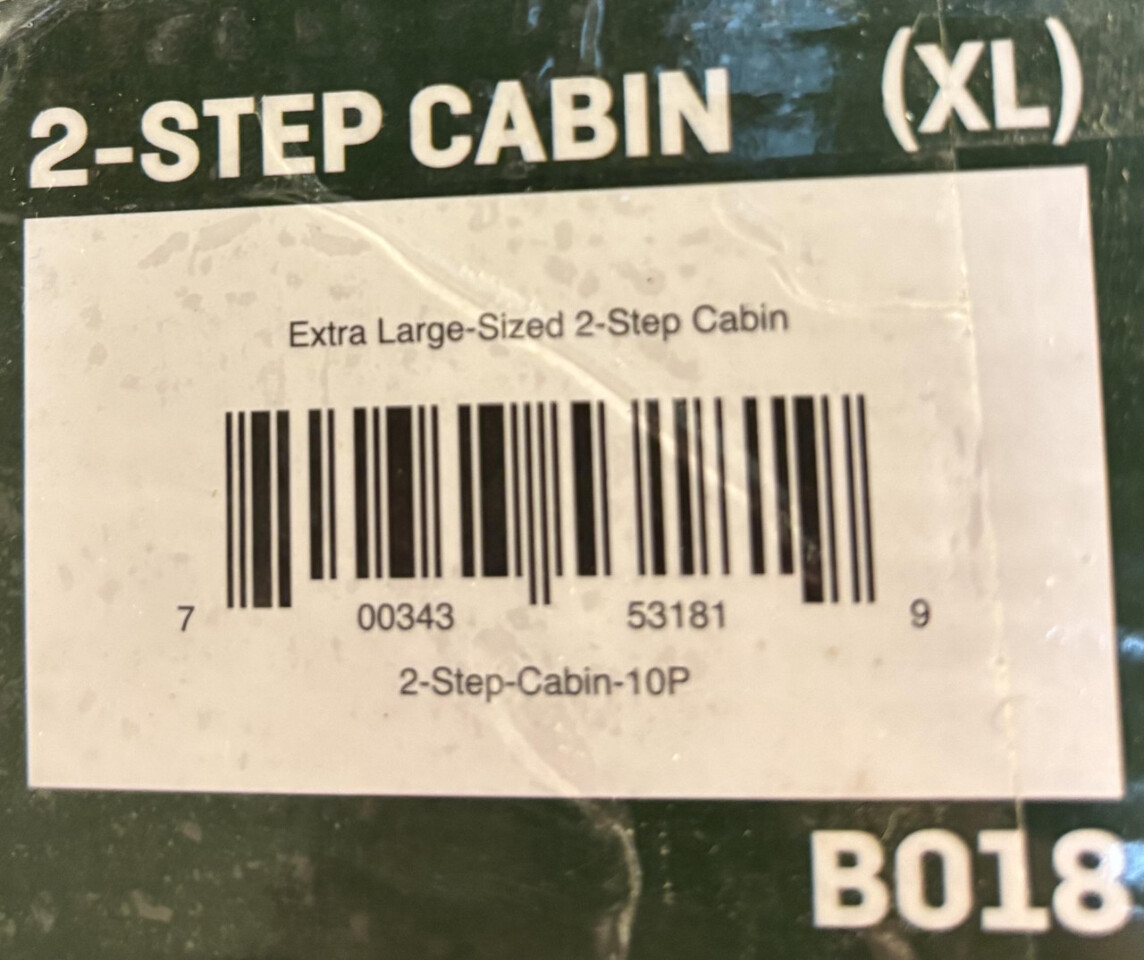 2-STEP CABIN (XL)
Extra Large-Sized 2-Step Cabin
7 00343 53181 9
2-Step-Cabin-10P
B018